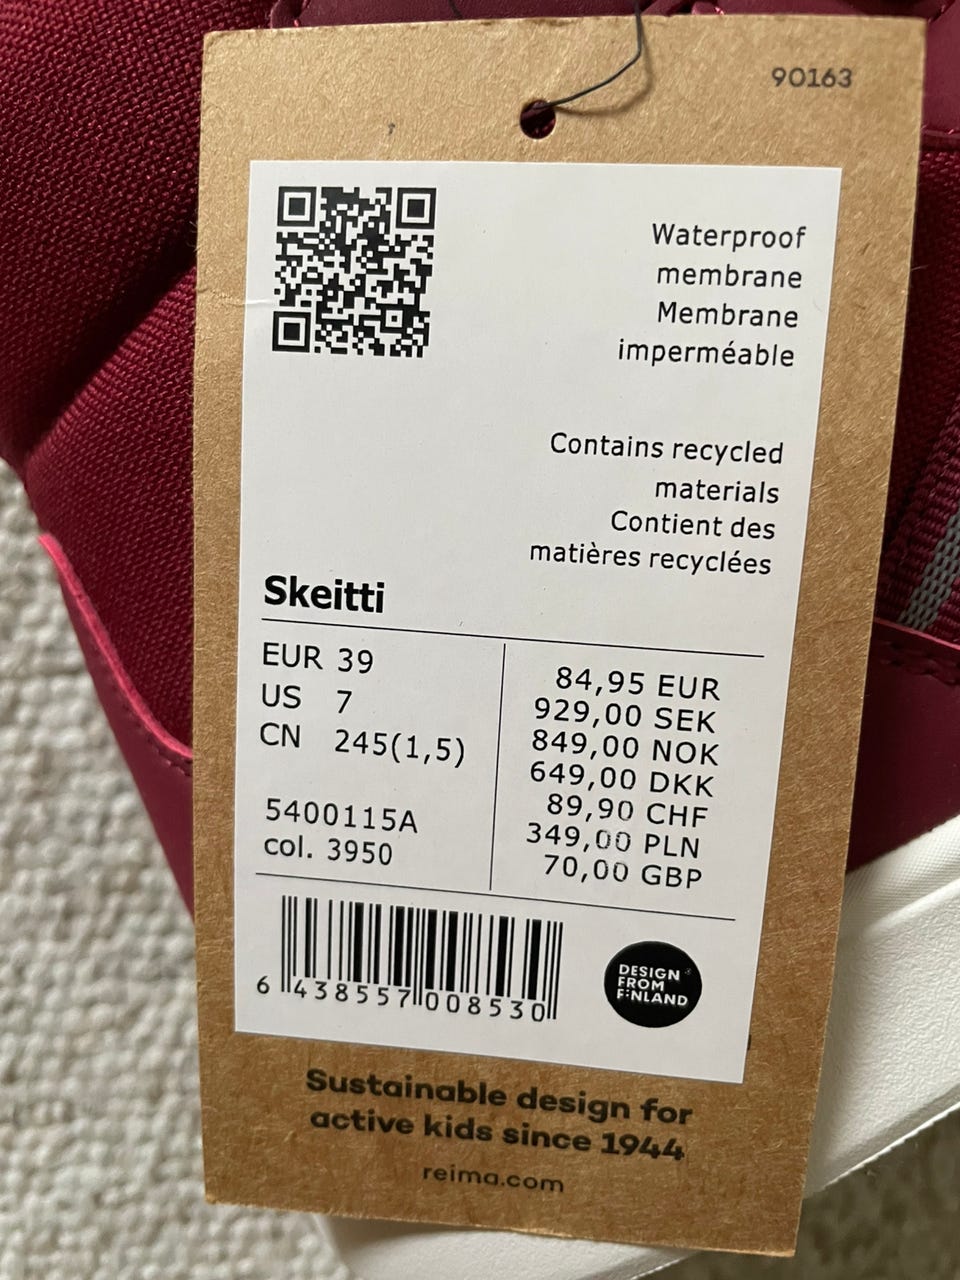 90163
Waterproof
membrane
Membrane
imperméable
Contains recycled
materials
Contient des
matières recyclées
Skeitti
EUR 39
US 7
CN 245(1,5)
5400115A
col. 3950
84,95 EUR
929,00 SEK
849,00 NOK
649,00 DKK
89,90 CHF
349,00 PLN
70,00 GBP
6 438557 008530
DESIGN
FROM
FINLAND
Sustainable design for
active kids since 1944
reima.com